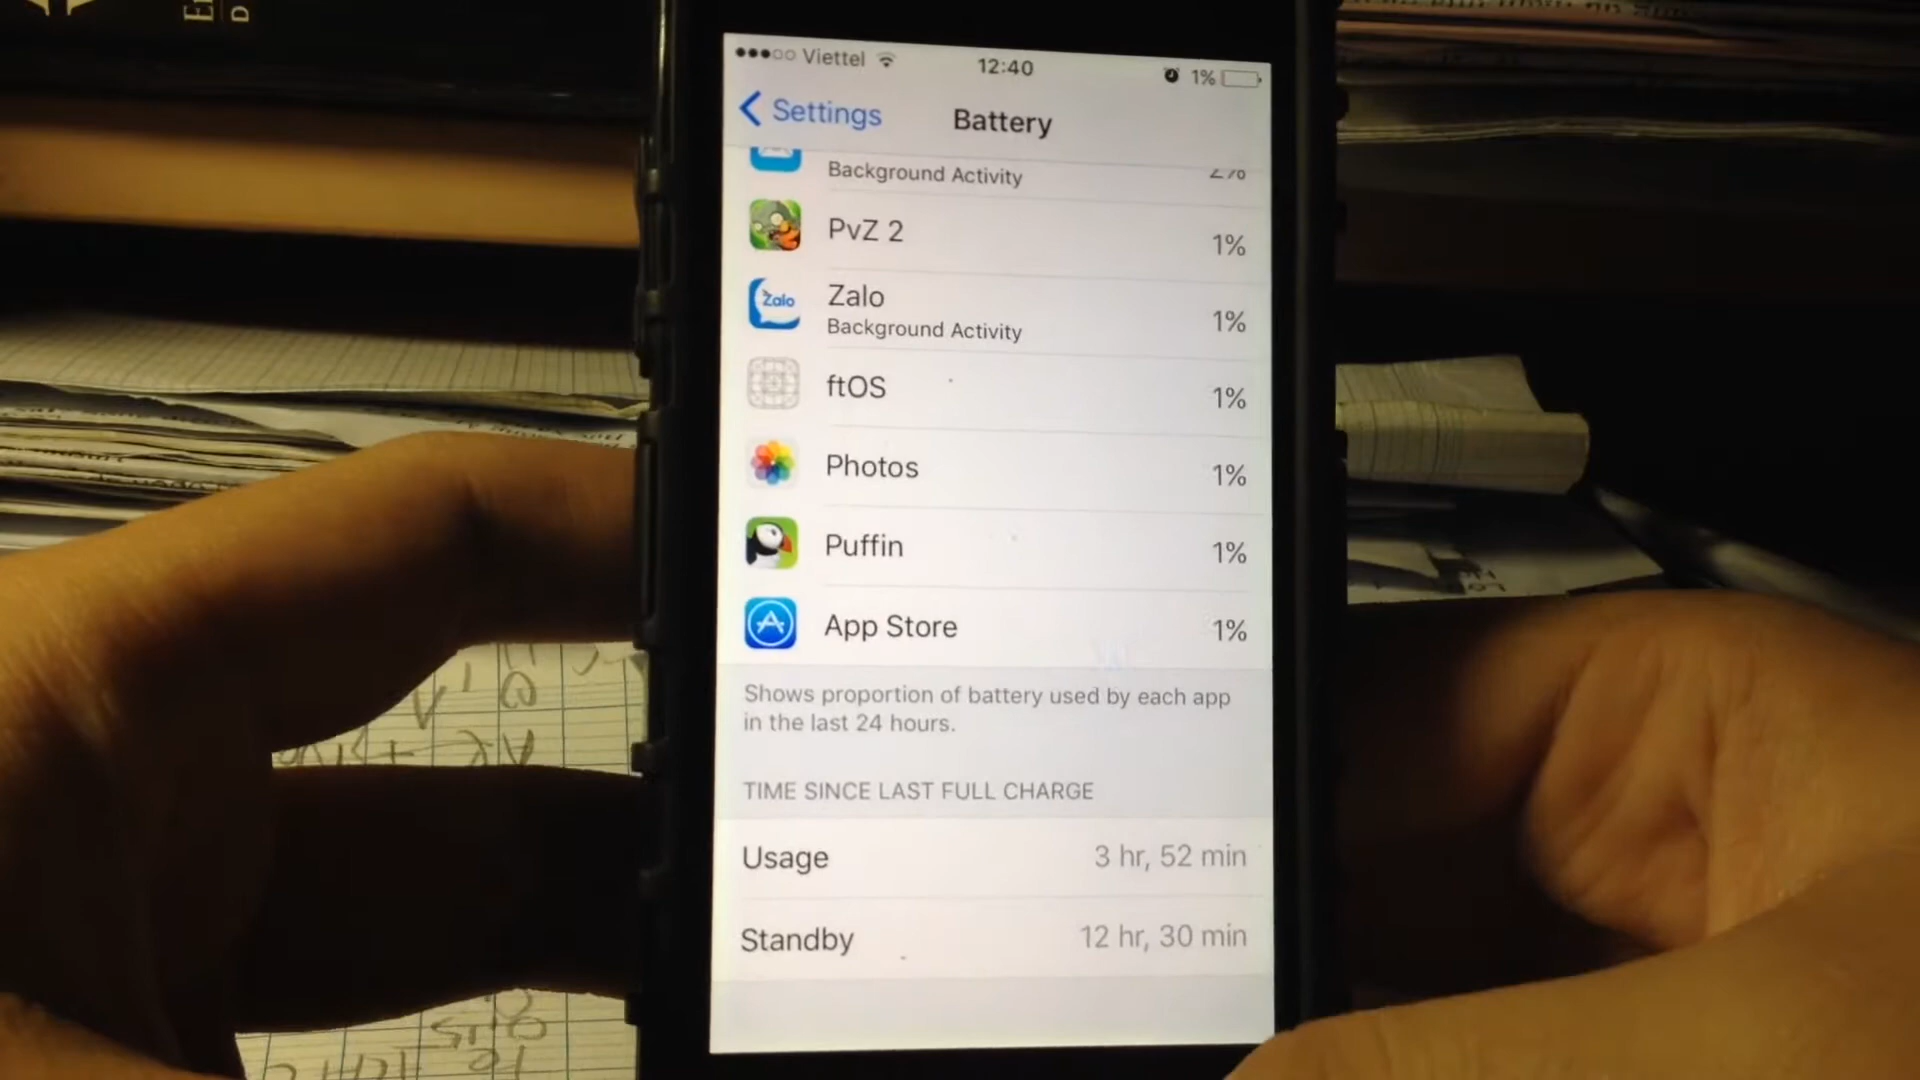 Viettel 12:40 1%
Settings Battery
Background Activity 2%
PvZ 2 1%
Zalo Zalo 1%
Background Activity
ftOS 1%
Photos 1%
Puffin 1%
App Store 1%
Shows proportion of battery used by each app
in the last 24 hours.
TIME SINCE LAST FULL CHARGE
Usage 3 hr, 52 min
Standby 12 hr, 30 min